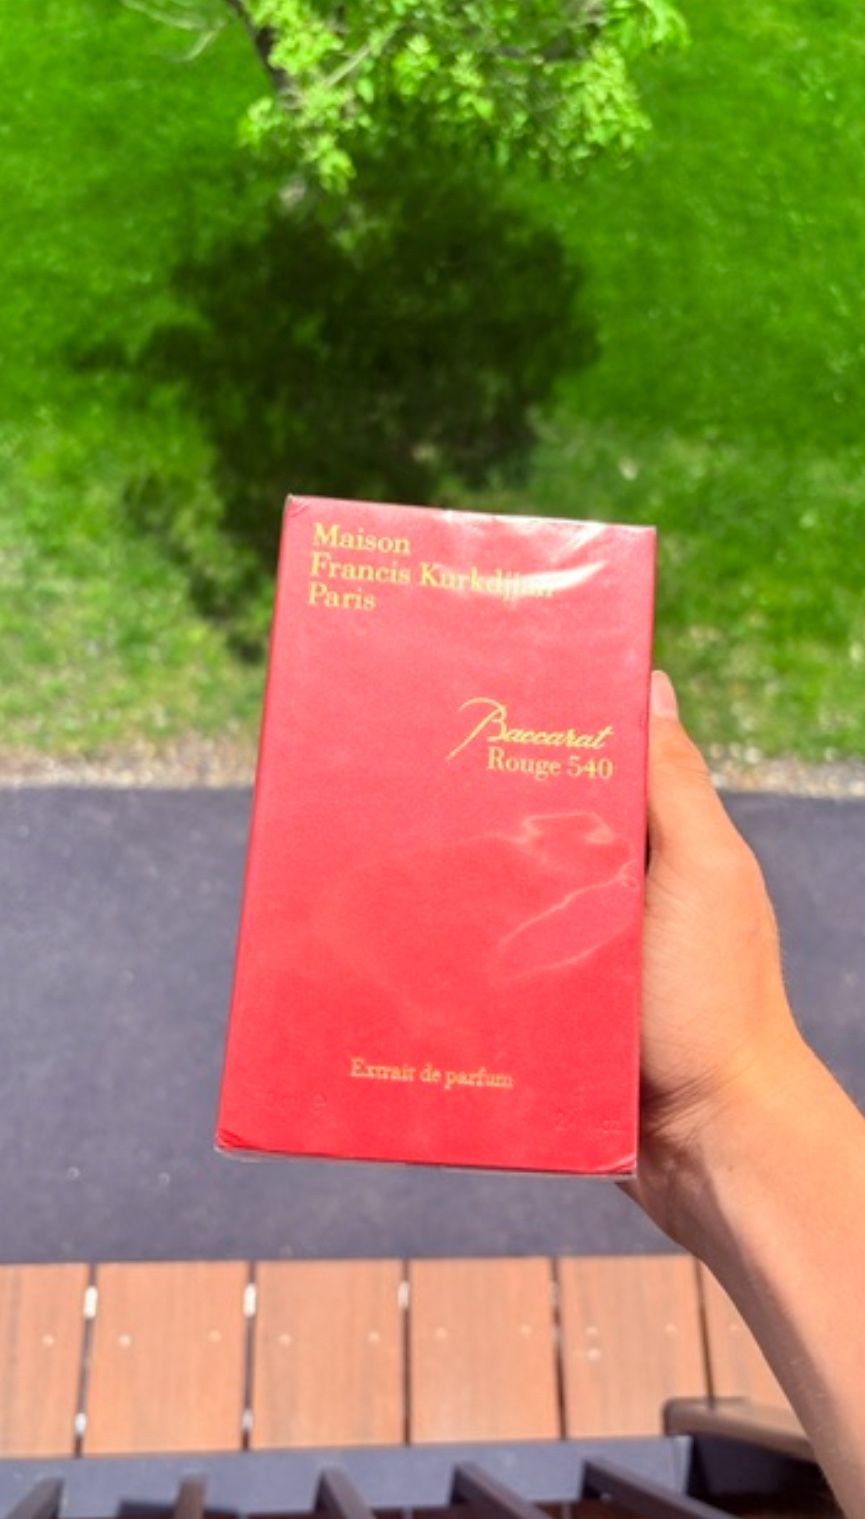 Maison
Francis Kurkdjian
Paris
Baccarat
Rouge 540
Extrait de parfum